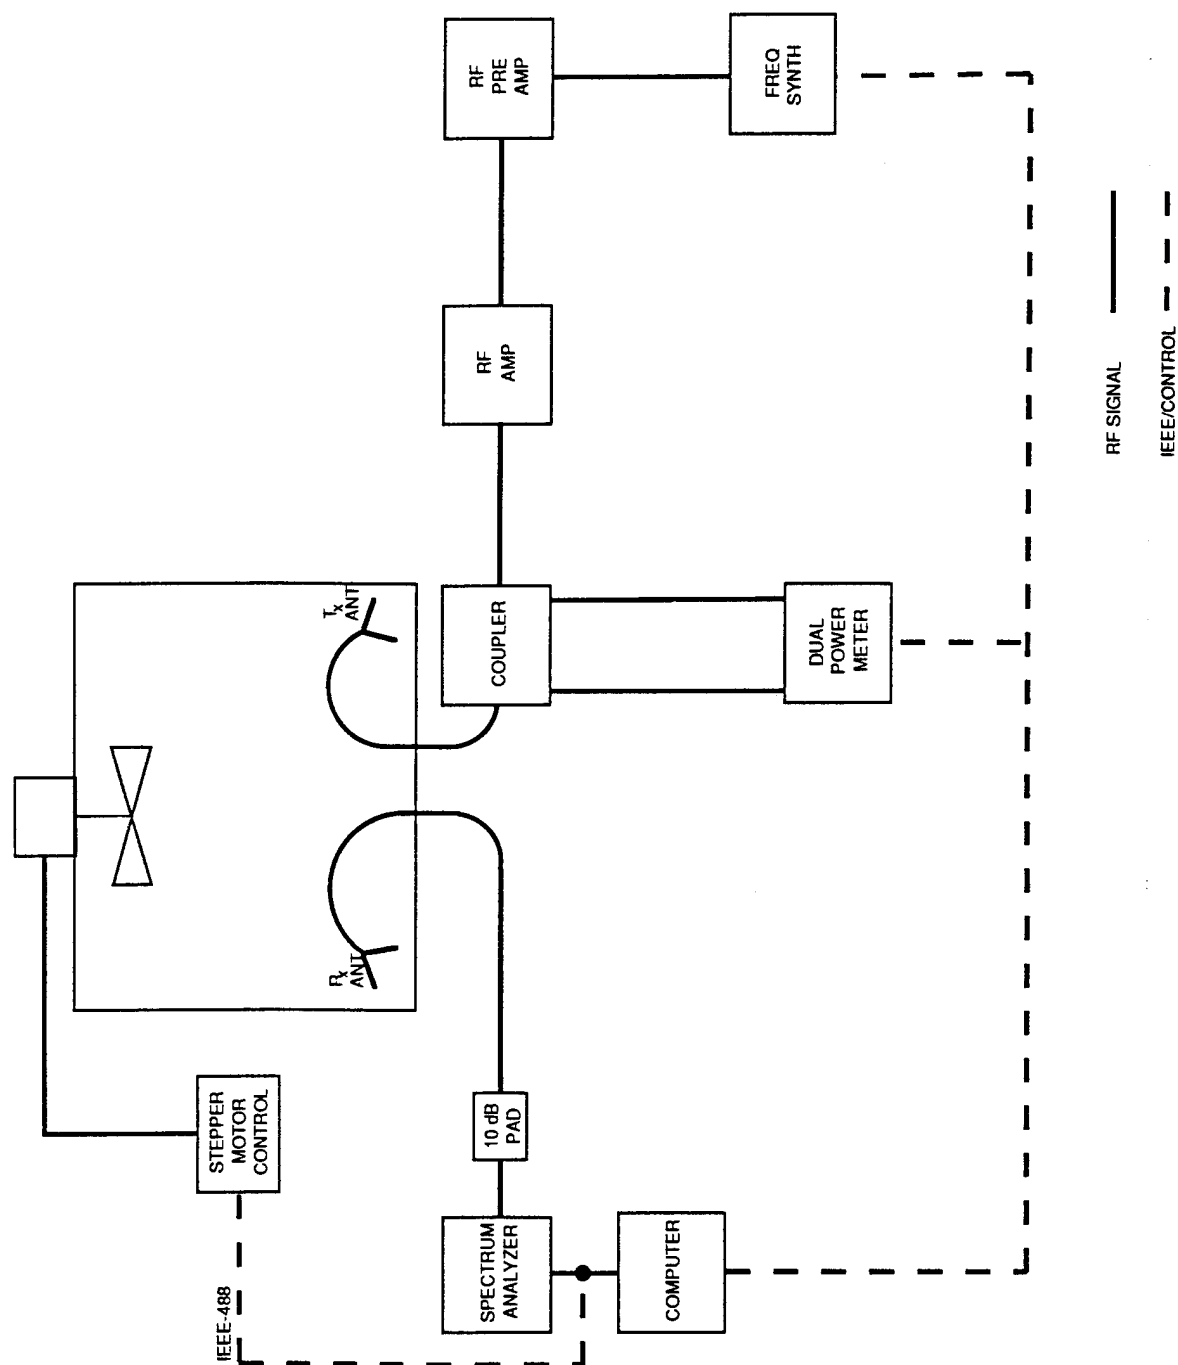 IEEE-488
STEPPER
MOTOR
CONTROL
SPECTRUM
ANALYZER
COMPUTER
10 dB
PAD
Rx
ANT
Tx
ANT
COUPLER
DUAL
POWER
METER
RF
AMP
RF
PRE
AMP
FREQ
SYNTH
RF SIGNAL
IEEE/CONTROL